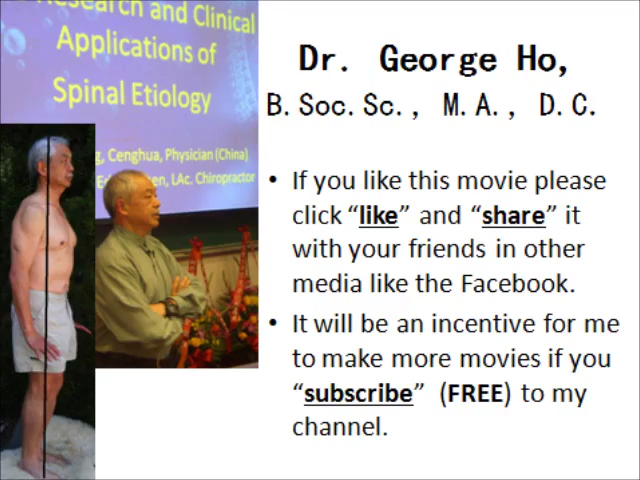 Research and Clinical
Applications of
Spinal Etiology
Cenghua, Physician (China)
LAc. Chiropractor
Dr. George Ho,
B.Soc.Sc., M.A., D.C.
• If you like this movie please
click “like” and “share” it
with your friends in other
media like the Facebook.
• It will be an incentive for me
to make more movies if you
“subscribe” (FREE) to my
channel.